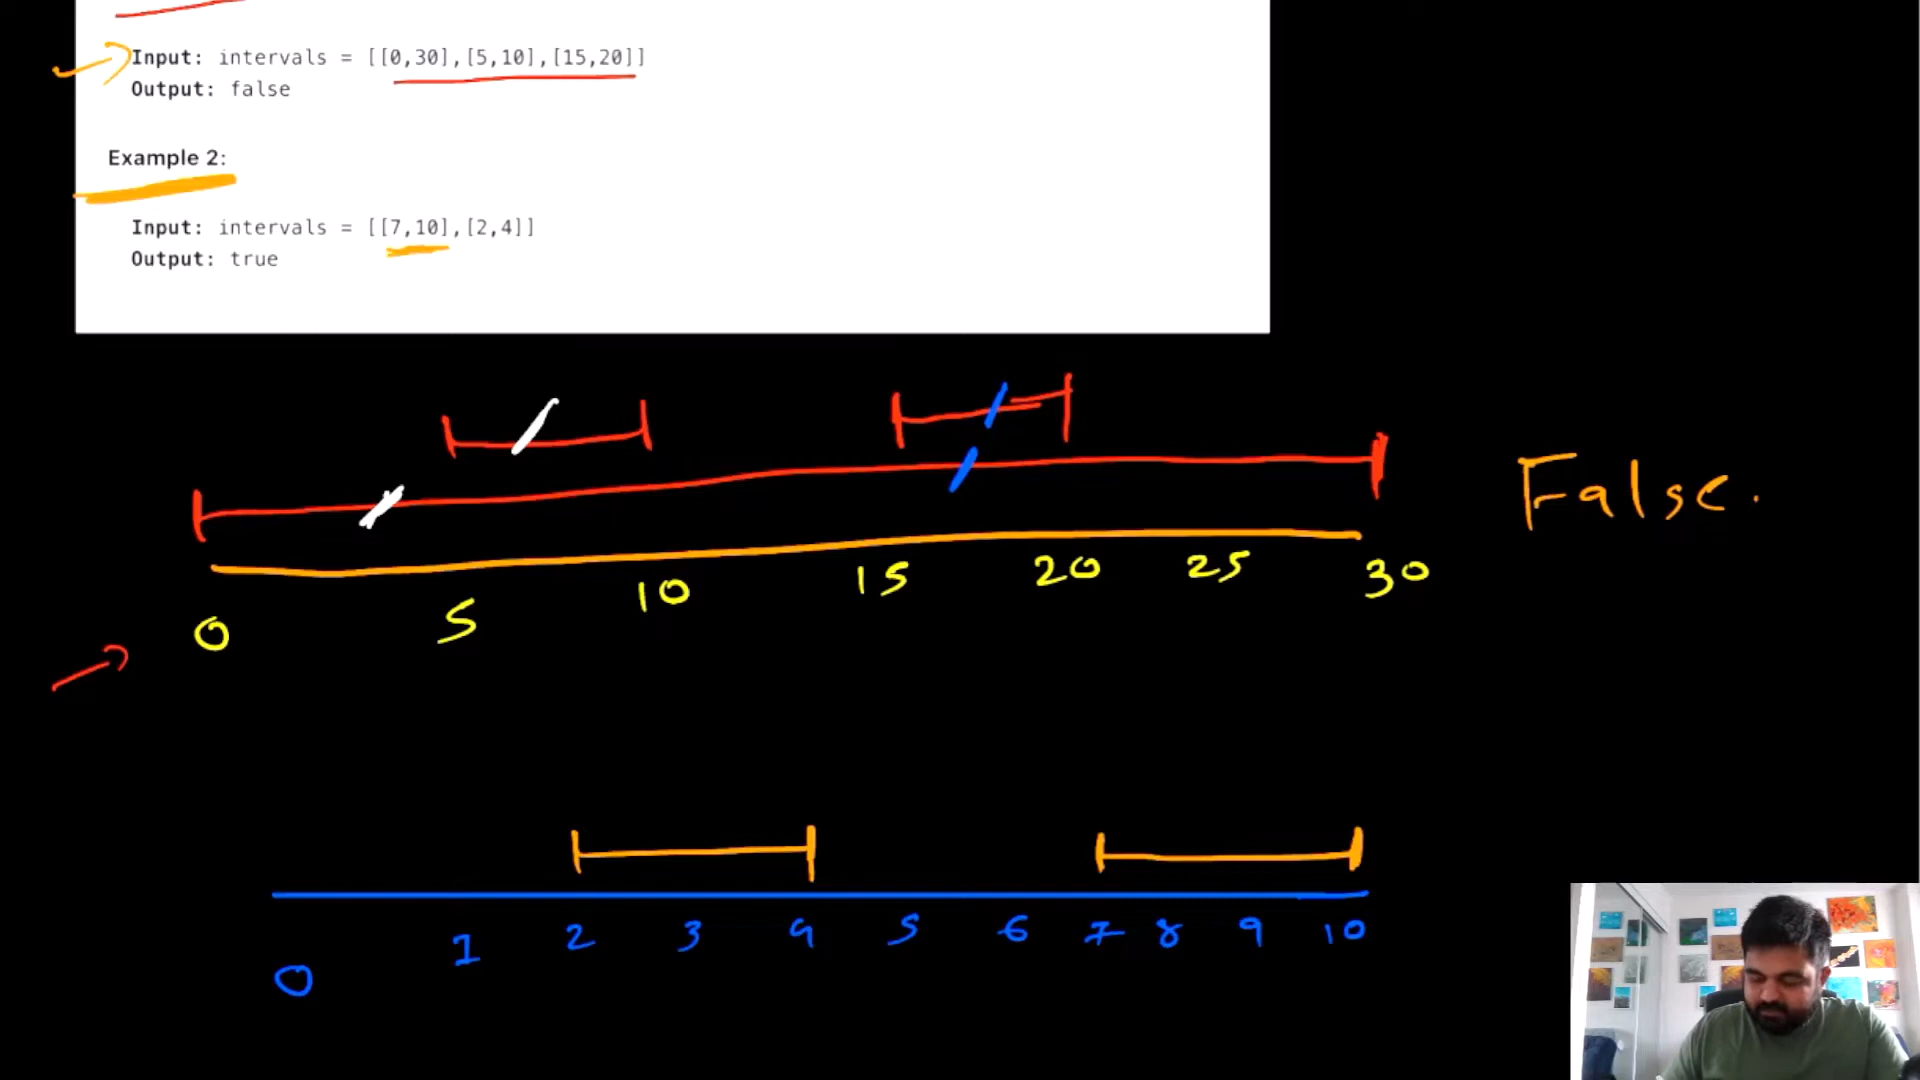 Input: intervals = [[0,30],[5,10],[15,20]]
Output: false
Example 2:
Input: intervals = [[7,10],[2,4]]
Output: true
False.
0 5 10 15 20 25 30
0 1 2 3 4 5 6 7 8 9 10